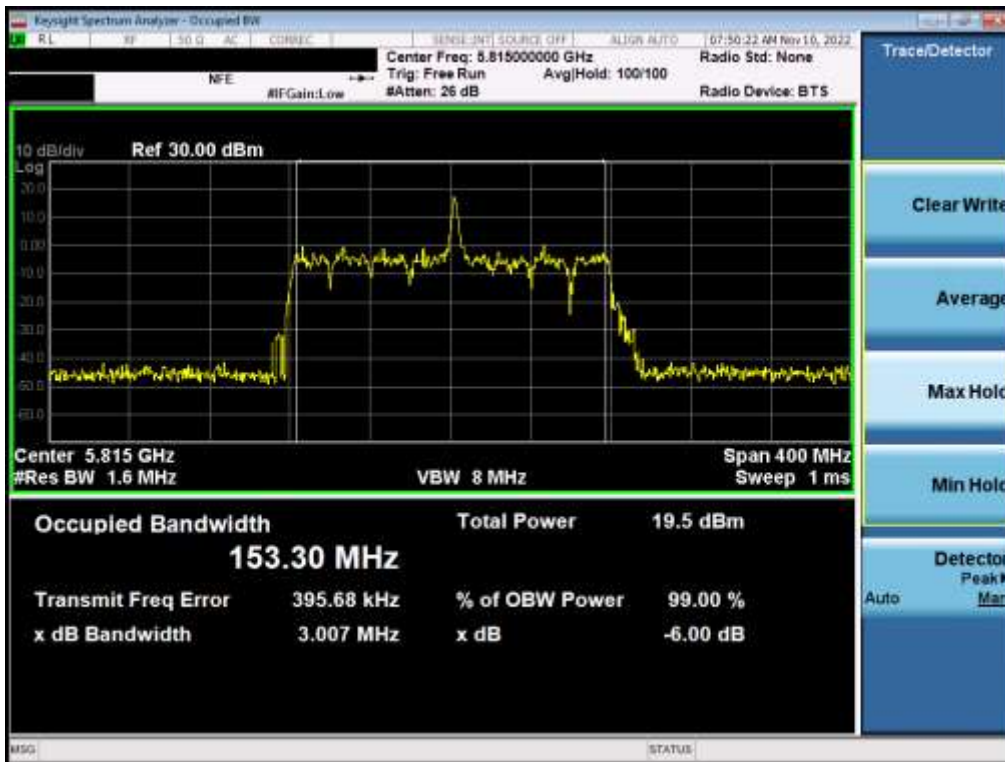 Keysight Spectrum Analyzer - Occupied BW
RL RF 50 Ω AC CORREC SENSE:INT SOURCE OFF ALIGN AUTO 07:50:22 AM Nov 10, 2022
Center Freq: 5.815000000 GHz Radio Std: None
NFE Trig: Free Run Avg|Hold: 100/100
#IFGain:Low #Atten: 26 dB Radio Device: BTS
Trace/Detector
10 dB/div Ref 30.00 dBm
Log
20.0
10.0
0.00
-10.0
-20.0
-30.0
-40.0
-50.0
-60.0
Center 5.815 GHz Span 400 MHz
#Res BW 1.6 MHz VBW 8 MHz Sweep 1 ms
Occupied Bandwidth Total Power 19.5 dBm
153.30 MHz
Transmit Freq Error 395.68 kHz % of OBW Power 99.00 %
x dB Bandwidth 3.007 MHz x dB -6.00 dB
Clear Write
Average
Max Hold
Min Hold
Detector
Peak
Auto Man
MSG STATUS